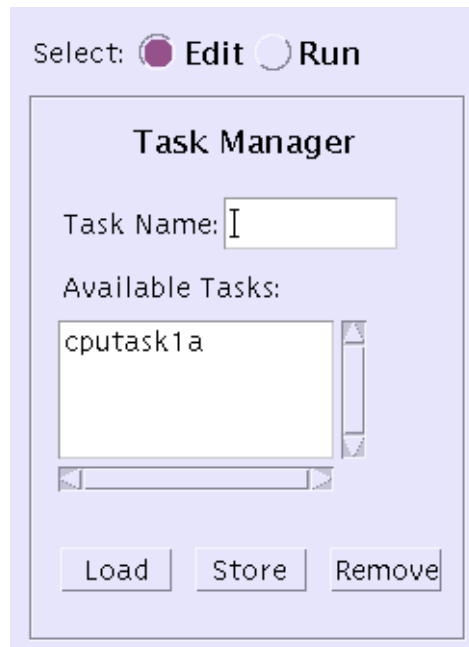 Select: Edit Run
Task Manager
Task Name:
Available Tasks:
cputask1a
Load Store Remove